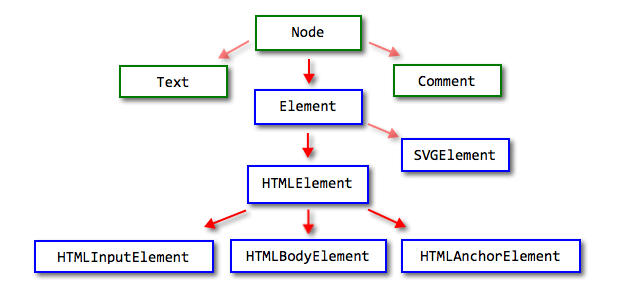 Node
Text
Comment
Element
SVGElement
HTMLElement
HTMLInputElement
HTMLBodyElement
HTMLAnchorElement